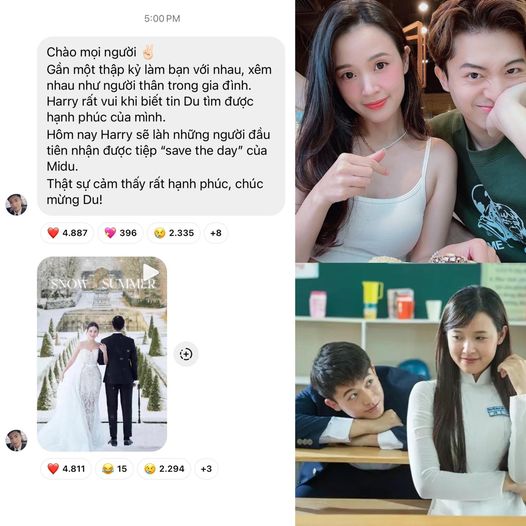 5:00 PM
Chào mọi người ✌🏻
Gần một thập kỷ làm bạn với nhau, xêm
nhau như người thân trong gia đình.
Harry rất vui khi biết tin Du tìm được
hạnh phúc của mình.
Hôm nay Harry sẽ làh những người đầu
tiên nhận được tiệp “save the day” của
Midu.
Thật sự cảm thấy rất hạnh phúc, chúc
mừng Du!
❤️ 4.887 💖 396 😢 2.335 +8
SNOW SUMMER
❤️ 4.811 😂 15 😢 2.294 +3